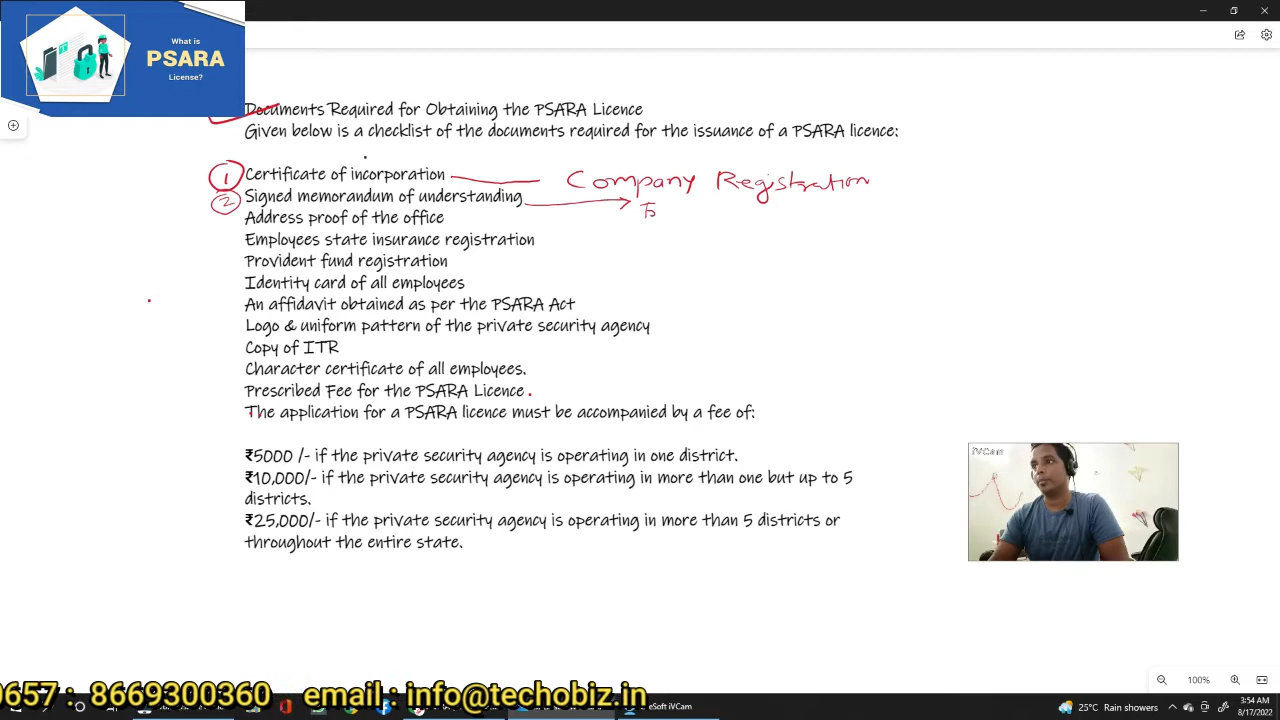 What is
PSARA
License?
Documents Required for Obtaining the PSARA Licence
Given below is a checklist of the documents required for the issuance of a PSARA licence:
1 Certificate of incorporation Company Registration
2 Signed memorandum of understanding
Address proof of the office
Employees state insurance registration
Provident fund registration
Identity card of all employees
An affidavit obtained as per the PSARA Act
Logo & uniform pattern of the private security agency
Copy of ITR
Character certificate of all employees.
Prescribed Fee for the PSARA Licence
The application for a PSARA licence must be accompanied by a fee of:
₹5000 /- if the private security agency is operating in one district.
₹10,000/- if the private security agency is operating in more than one but up to 5
districts.
₹25,000/- if the private security agency is operating in more than 5 districts or
throughout the entire state.
iVCam
100%
0657 : 8669300360 email : info@techobiz.in
eSoft iVCam
25°C Rain showers
3:54 AM
8/17/2022